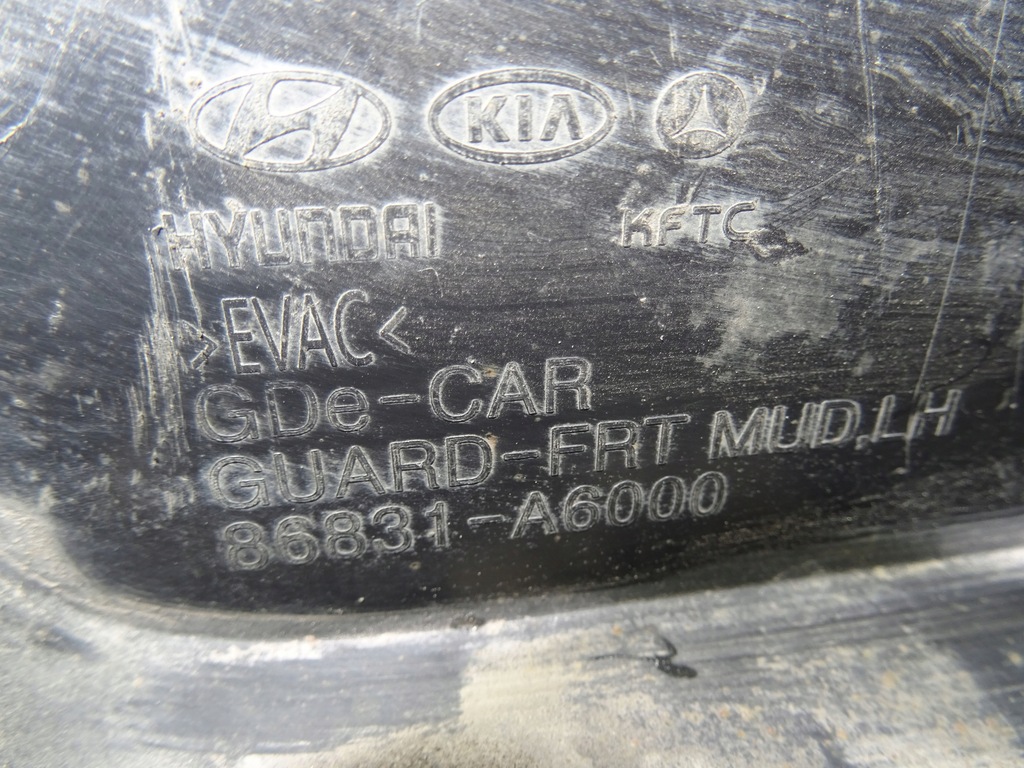 KIA
HYUNDAI KFTC
>EVAC<
GDe-CAR
GUARD-FRT MUD,LH
86831-A6000